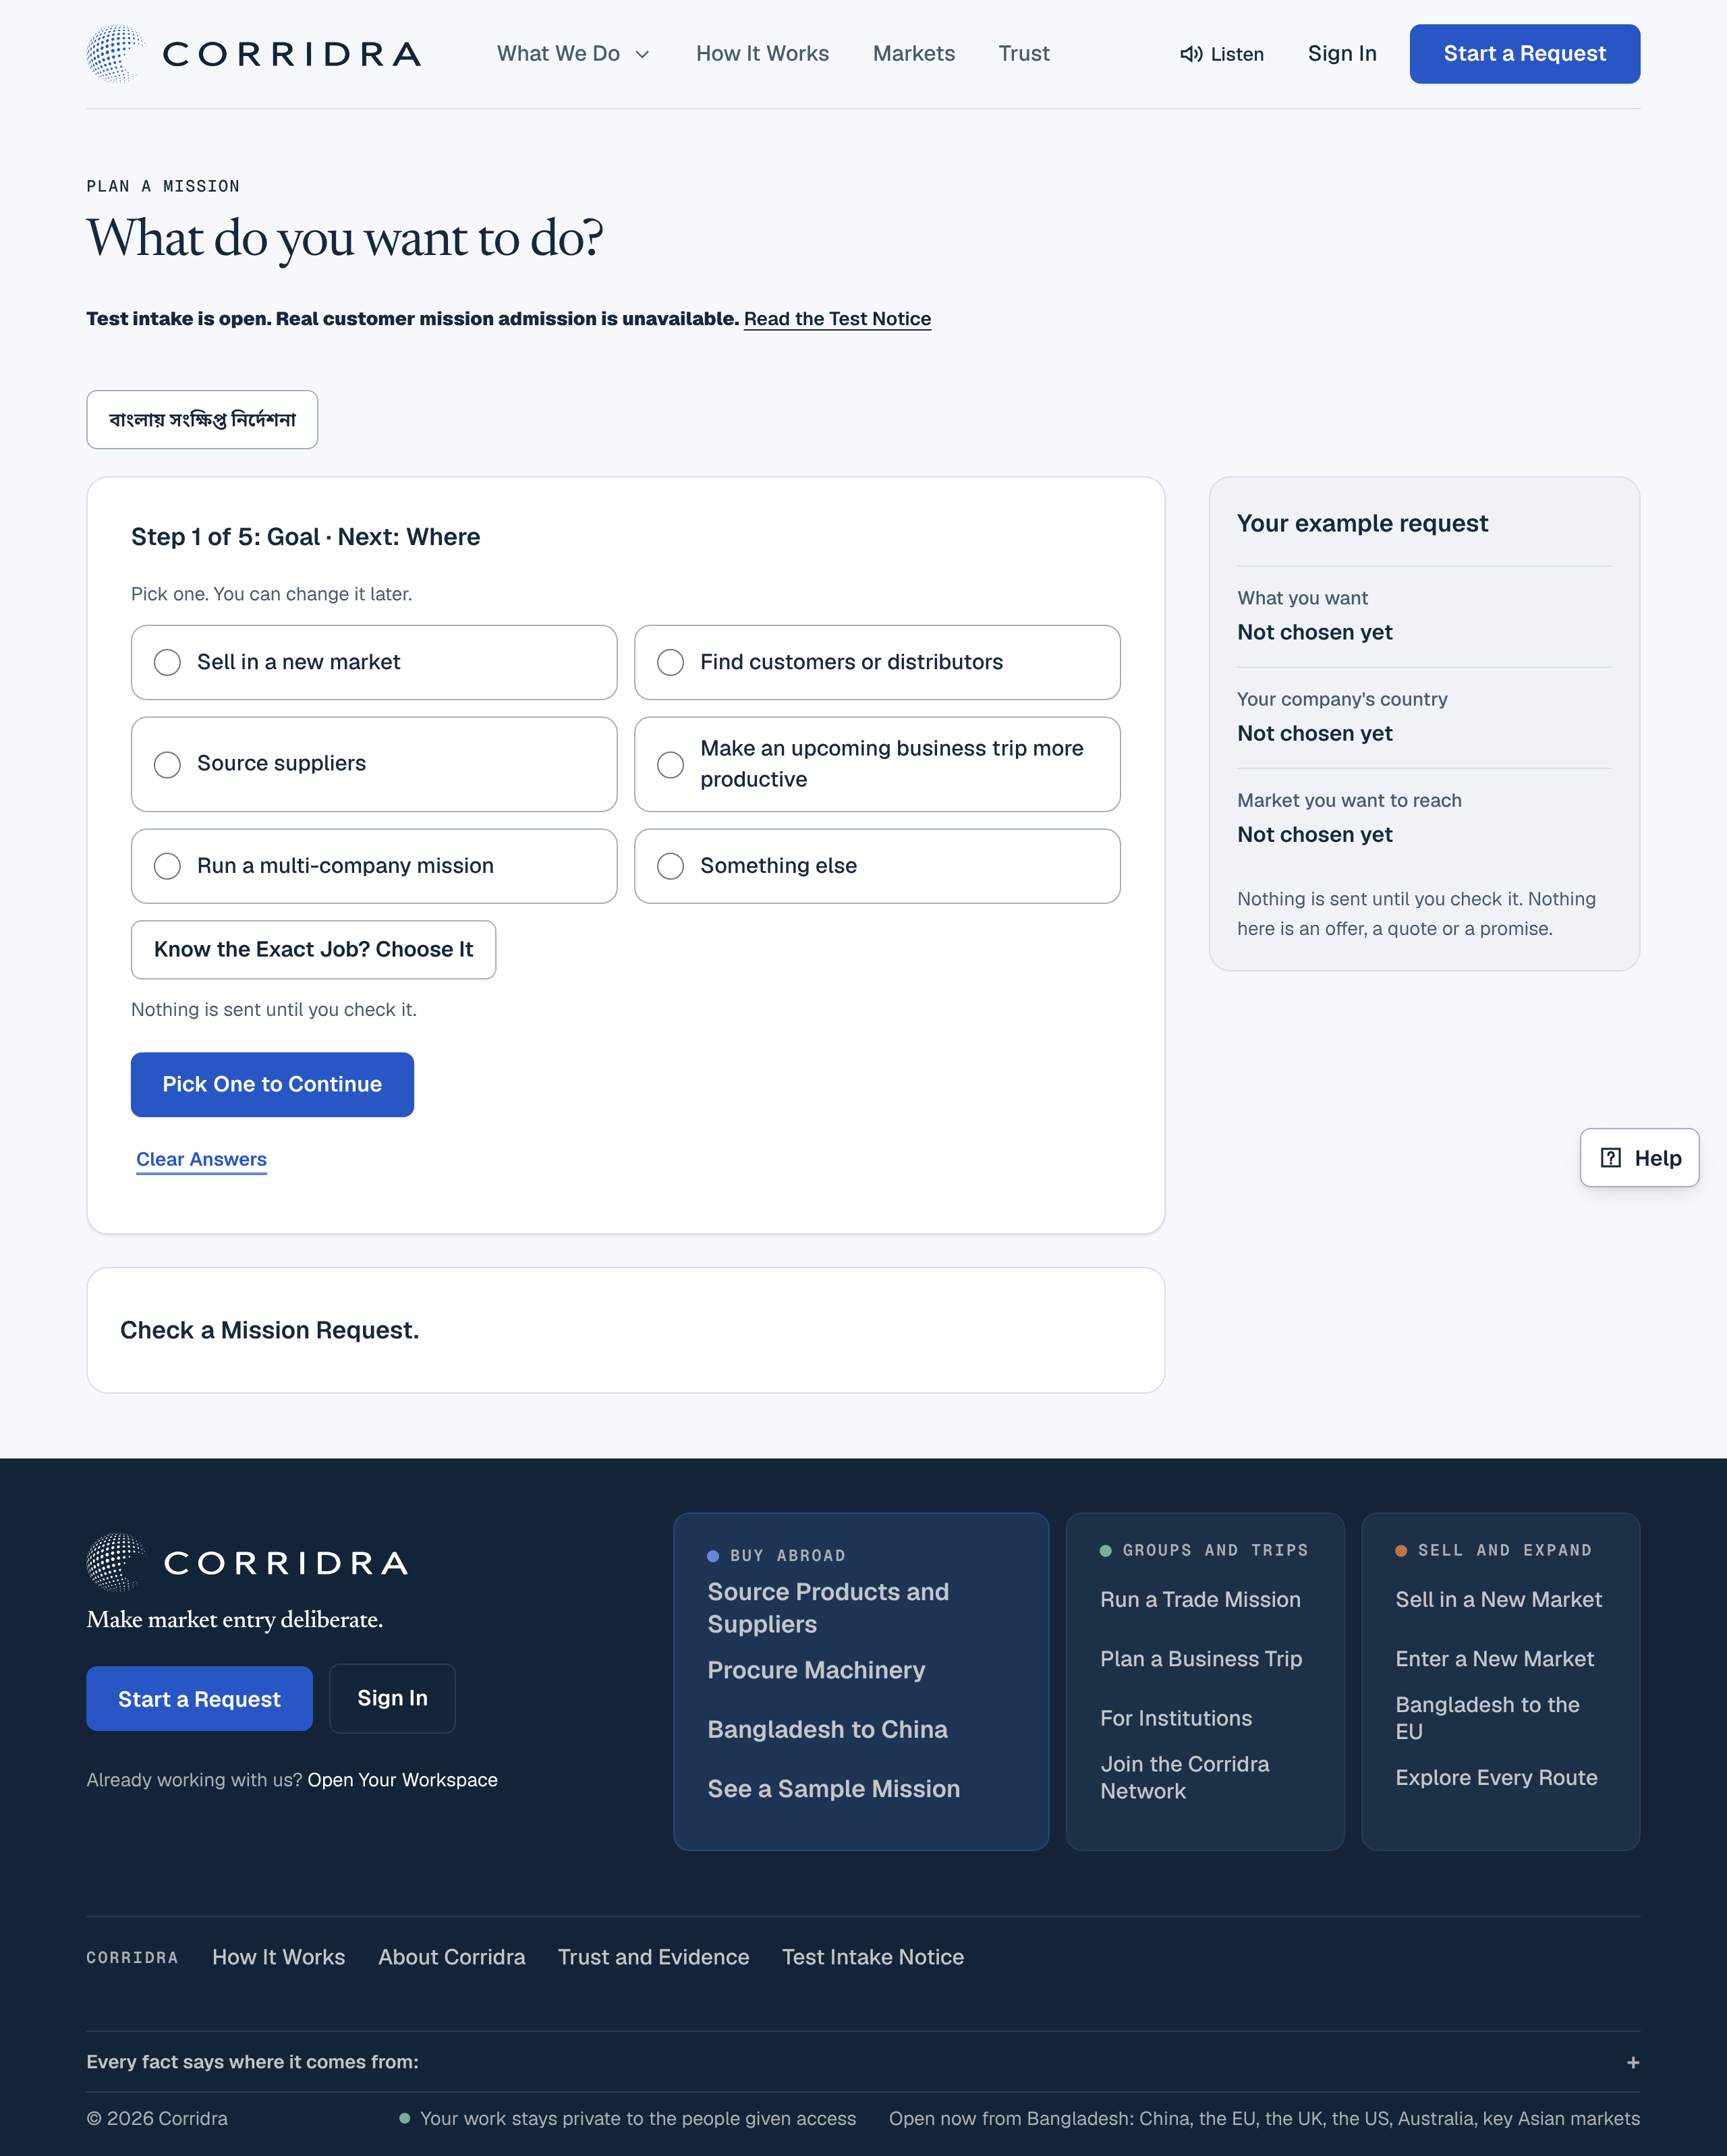 CORRIDRA
What We Do
How It Works
Markets
Trust
Listen
Sign In
Start a Request
PLAN A MISSION
What do you want to do?
Test intake is open. Real customer mission admission is unavailable. Read the Test Notice
বাংলায় সংক্ষিপ্ত নির্দেশনা
Step 1 of 5: Goal · Next: Where
Pick one. You can change it later.
Sell in a new market
Find customers or distributors
Source suppliers
Make an upcoming business trip more
productive
Run a multi-company mission
Something else
Know the Exact Job? Choose It
Nothing is sent until you check it.
Pick One to Continue
Clear Answers
Your example request
What you want
Not chosen yet
Your company's country
Not chosen yet
Market you want to reach
Not chosen yet
Nothing is sent until you check it. Nothing
here is an offer, a quote or a promise.
Help
Check a Mission Request.
CORRIDRA
Make market entry deliberate.
Start a Request
Sign In
Already working with us? Open Your Workspace
BUY ABROAD
Source Products and
Suppliers
Procure Machinery
Bangladesh to China
See a Sample Mission
GROUPS AND TRIPS
Run a Trade Mission
Plan a Business Trip
For Institutions
Join the Corridra
Network
SELL AND EXPAND
Sell in a New Market
Enter a New Market
Bangladesh to the
EU
Explore Every Route
CORRIDRA
How It Works
About Corridra
Trust and Evidence
Test Intake Notice
Every fact says where it comes from:
+
© 2026 Corridra
Your work stays private to the people given access
Open now from Bangladesh: China, the EU, the UK, the US, Australia, key Asian markets